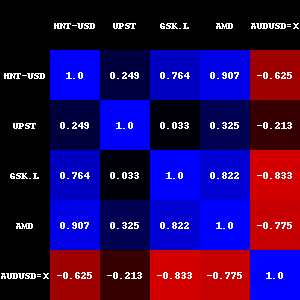 HNT-USD UPST GSK.L AMD AUDUSD=X
HNT-USD 1.0 0.249 0.764 0.907 -0.625
UPST 0.249 1.0 0.033 0.325 -0.213
GSK.L 0.764 0.033 1.0 0.822 -0.833
AMD 0.907 0.325 0.822 1.0 -0.775
AUDUSD=X -0.625 -0.213 -0.833 -0.775 1.0